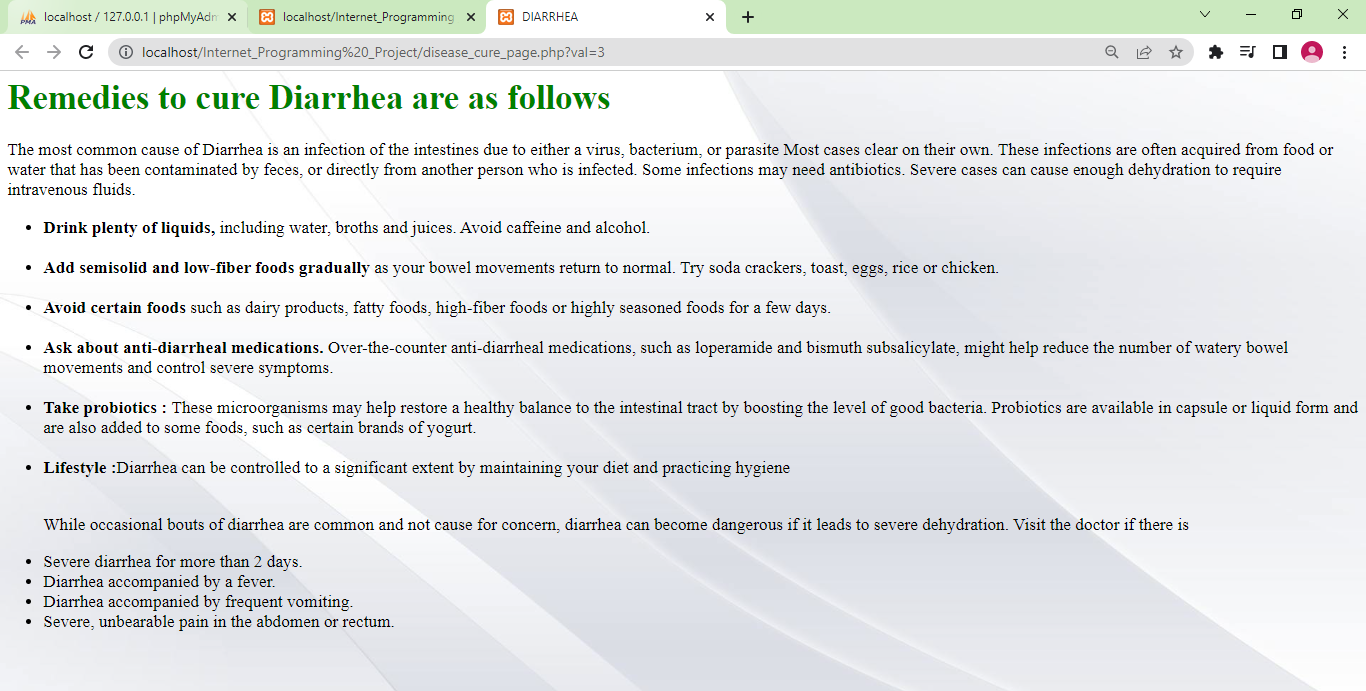 localhost / 127.0.0.1 | phpMyAdm
localhost/Internet_Programming
DIARRHEA
localhost/Internet_Programming%20_Project/disease_cure_page.php?val=3
Remedies to cure Diarrhea are as follows
The most common cause of Diarrhea is an infection of the intestines due to either a virus, bacterium, or parasite Most cases clear on their own. These infections are often acquired from food or
water that has been contaminated by feces, or directly from another person who is infected. Some infections may need antibiotics. Severe cases can cause enough dehydration to require
intravenous fluids.
• Drink plenty of liquids, including water, broths and juices. Avoid caffeine and alcohol.
• Add semisolid and low-fiber foods gradually as your bowel movements return to normal. Try soda crackers, toast, eggs, rice or chicken.
• Avoid certain foods such as dairy products, fatty foods, high-fiber foods or highly seasoned foods for a few days.
• Ask about anti-diarrheal medications. Over-the-counter anti-diarrheal medications, such as loperamide and bismuth subsalicylate, might help reduce the number of watery bowel
movements and control severe symptoms.
• Take probiotics : These microorganisms may help restore a healthy balance to the intestinal tract by boosting the level of good bacteria. Probiotics are available in capsule or liquid form and
are also added to some foods, such as certain brands of yogurt.
• Lifestyle :Diarrhea can be controlled to a significant extent by maintaining your diet and practicing hygiene
While occasional bouts of diarrhea are common and not cause for concern, diarrhea can become dangerous if it leads to severe dehydration. Visit the doctor if there is
• Severe diarrhea for more than 2 days.
• Diarrhea accompanied by a fever.
• Diarrhea accompanied by frequent vomiting.
• Severe, unbearable pain in the abdomen or rectum.